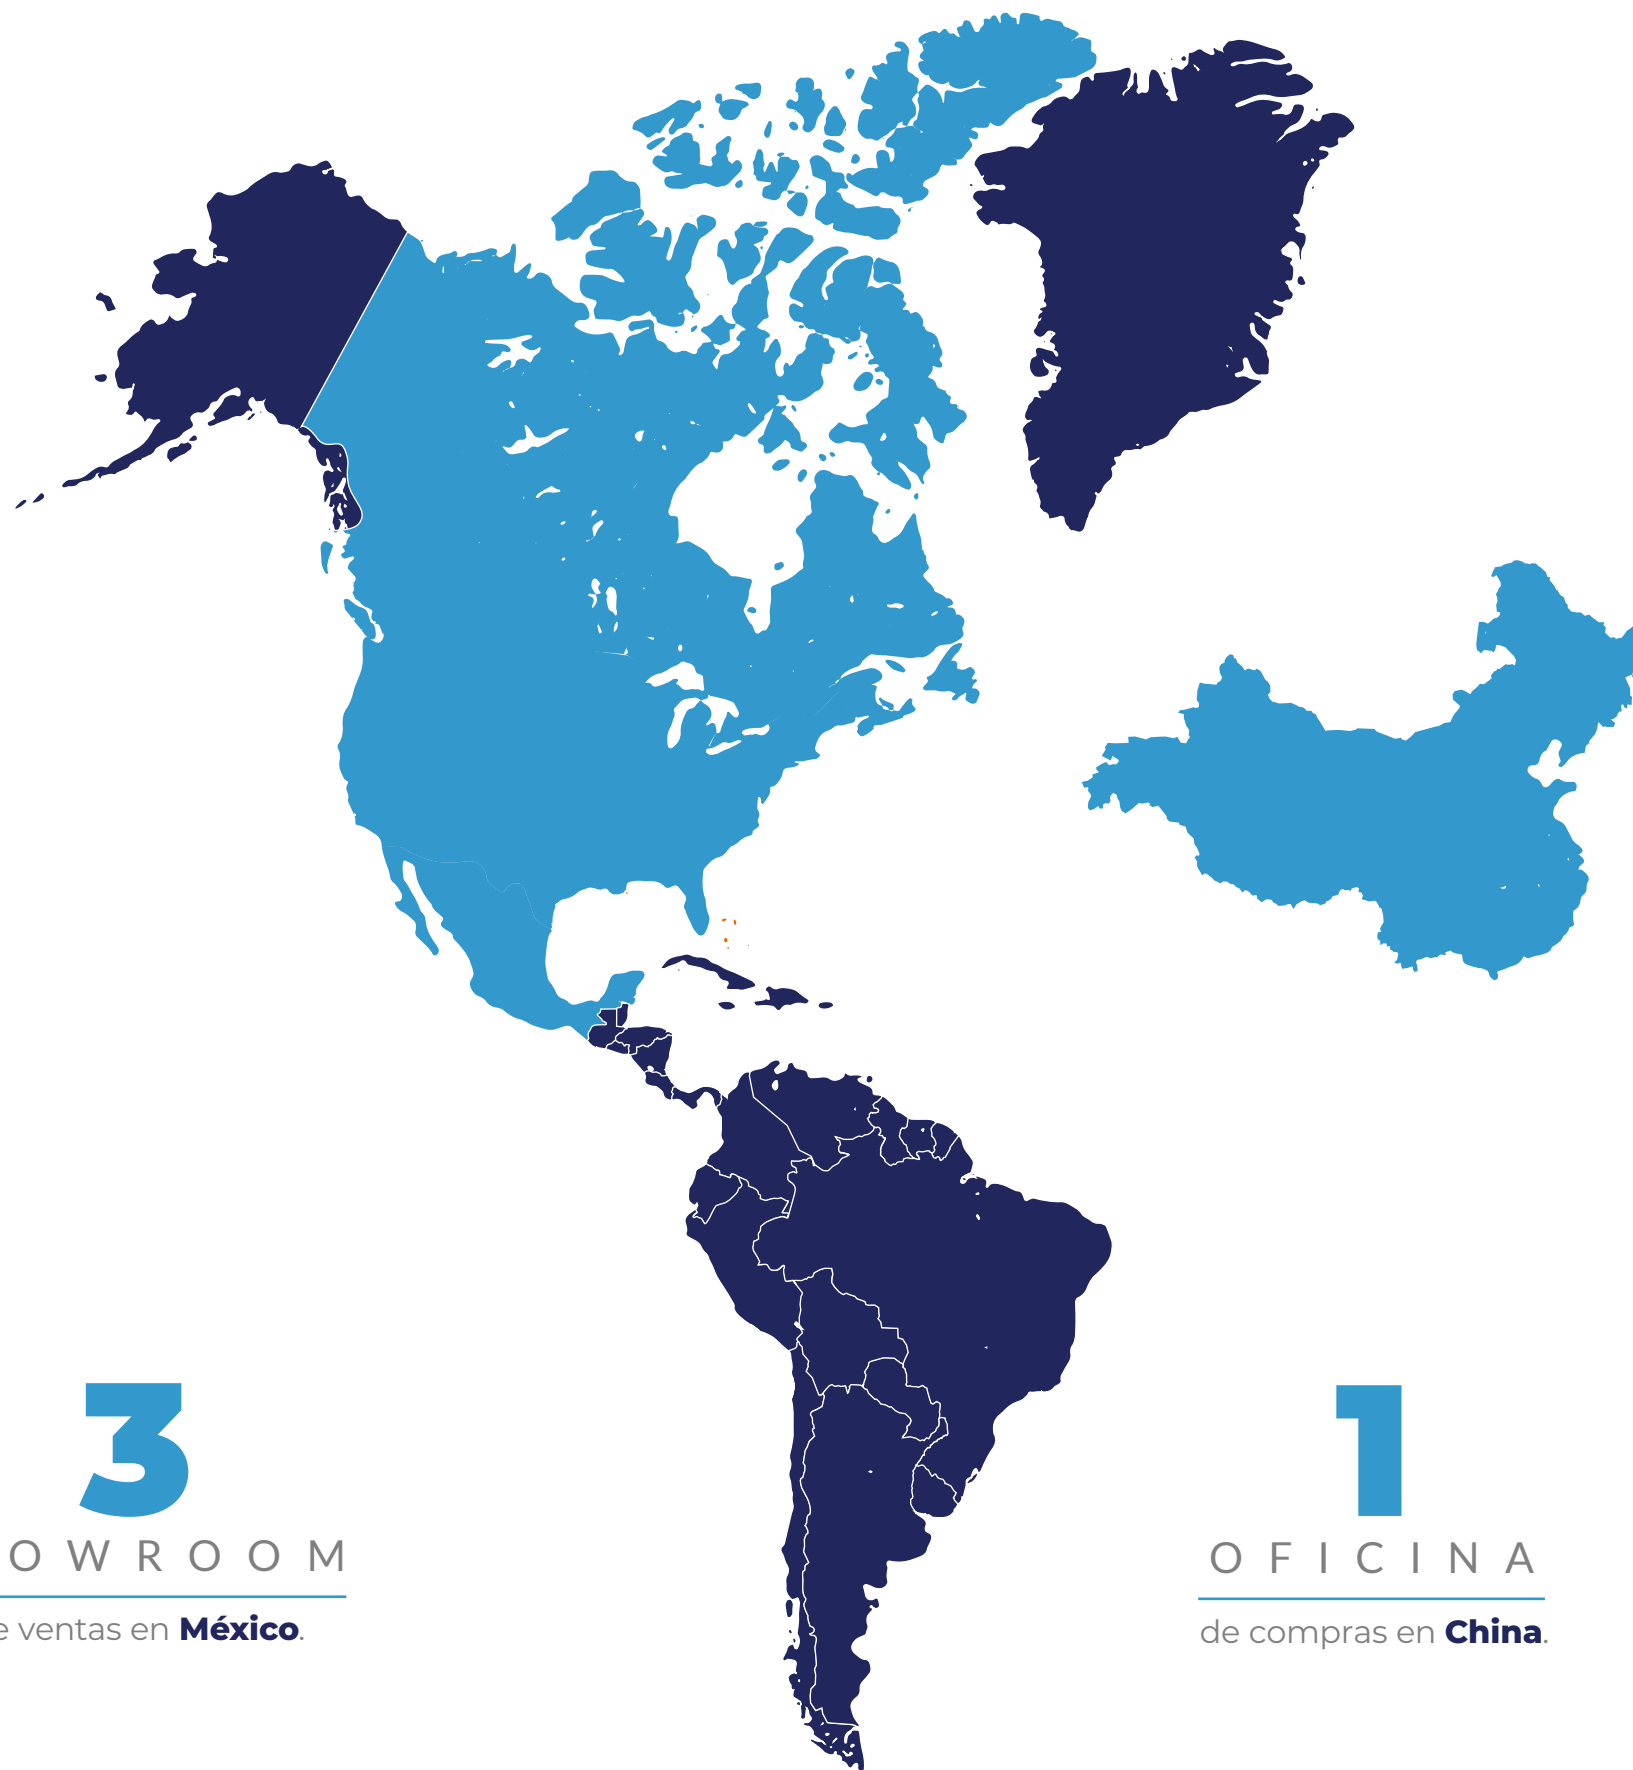 3
OWROOM
ventas en México.
1
OFICINA
de compras en China.